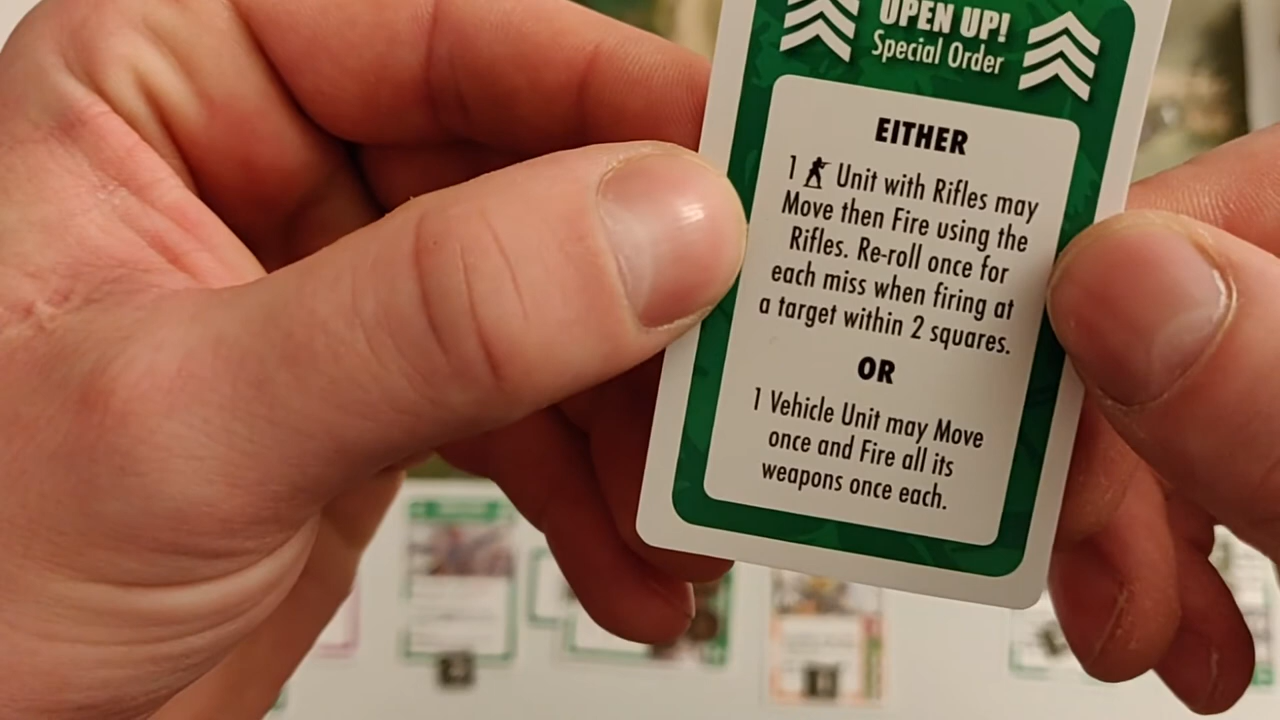 OPEN UP!
Special Order
EITHER
1 Unit with Rifles may
Move then Fire using the
Rifles. Re-roll once for
each miss when firing at
a target within 2 squares.
OR
1 Vehicle Unit may Move
once and Fire all its
weapons once each.